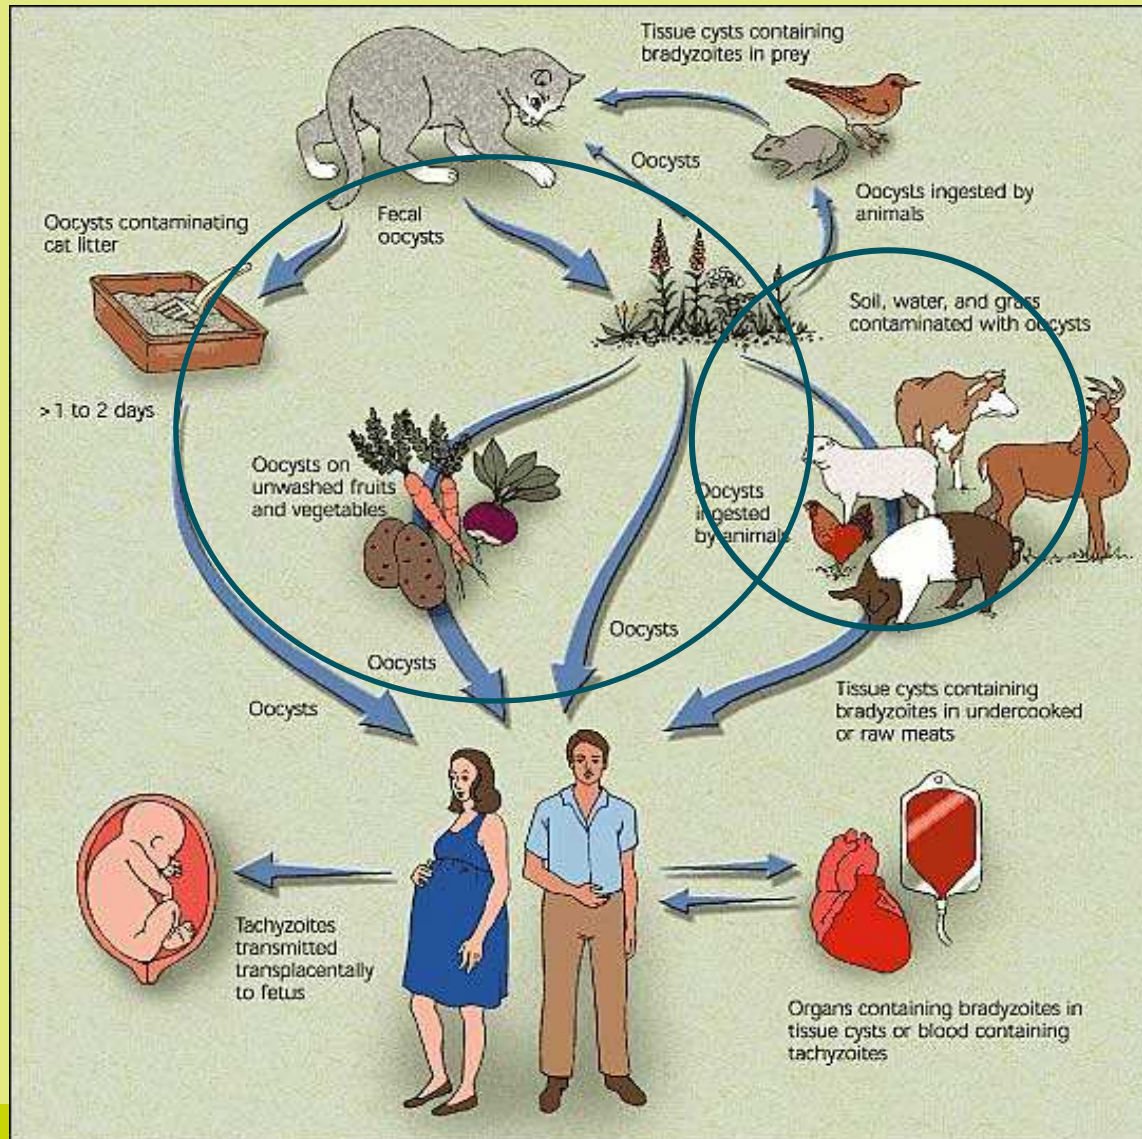 Tissue cysts containing
bradyzoites in prey
Oocysts
Oocysts ingested by
animals
Oocysts contaminating
cat litter
Fecal
oocysts
Soil, water, and grass
contaminated with oocysts
> 1 to 2 days
Oocysts on
unwashed fruits
and vegetables
Oocysts
ingested
by animals
Oocysts
Oocysts
Oocysts
Tissue cysts containing
bradyzoites in undercooked
or raw meats
Tachyzoites
transmitted
transplacentally
to fetus
Organs containing bradyzoites in
tissue cysts or blood containing
tachyzoites